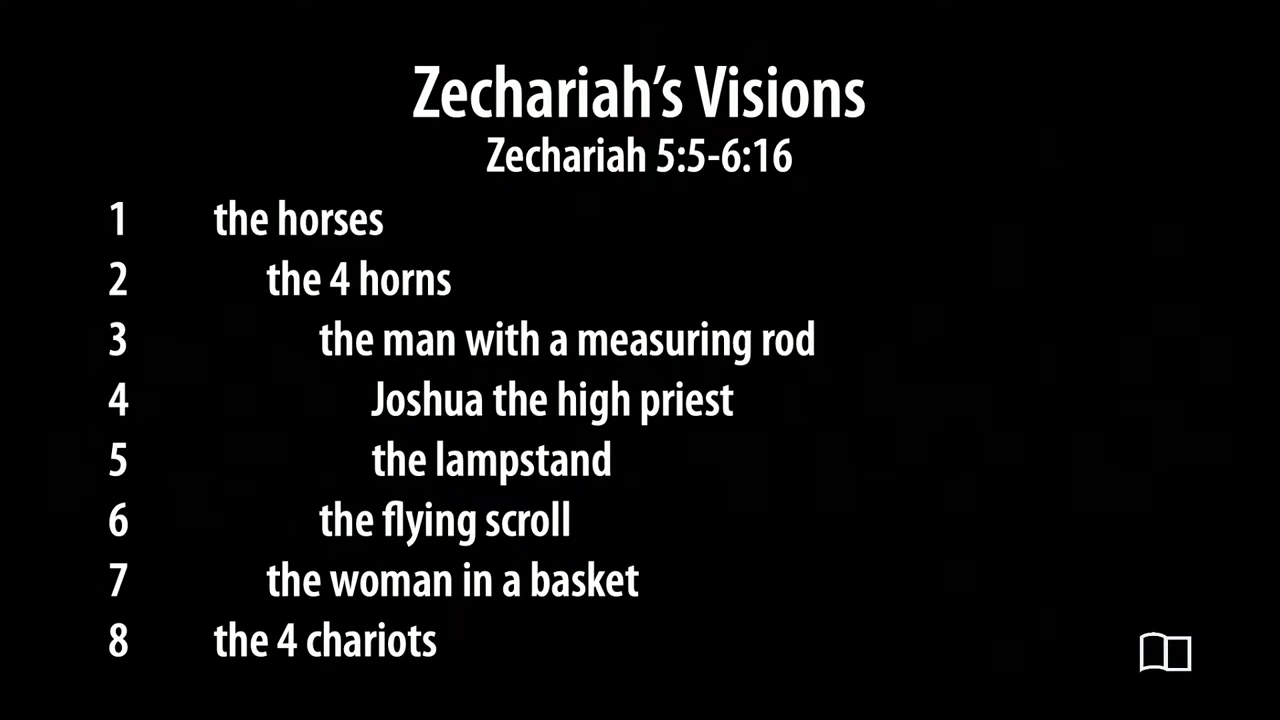 Zechariah’s Visions
Zechariah 5:5-6:16
1 the horses
2 the 4 horns
3 the man with a measuring rod
4 Joshua the high priest
5 the lampstand
6 the flying scroll
7 the woman in a basket
8 the 4 chariots